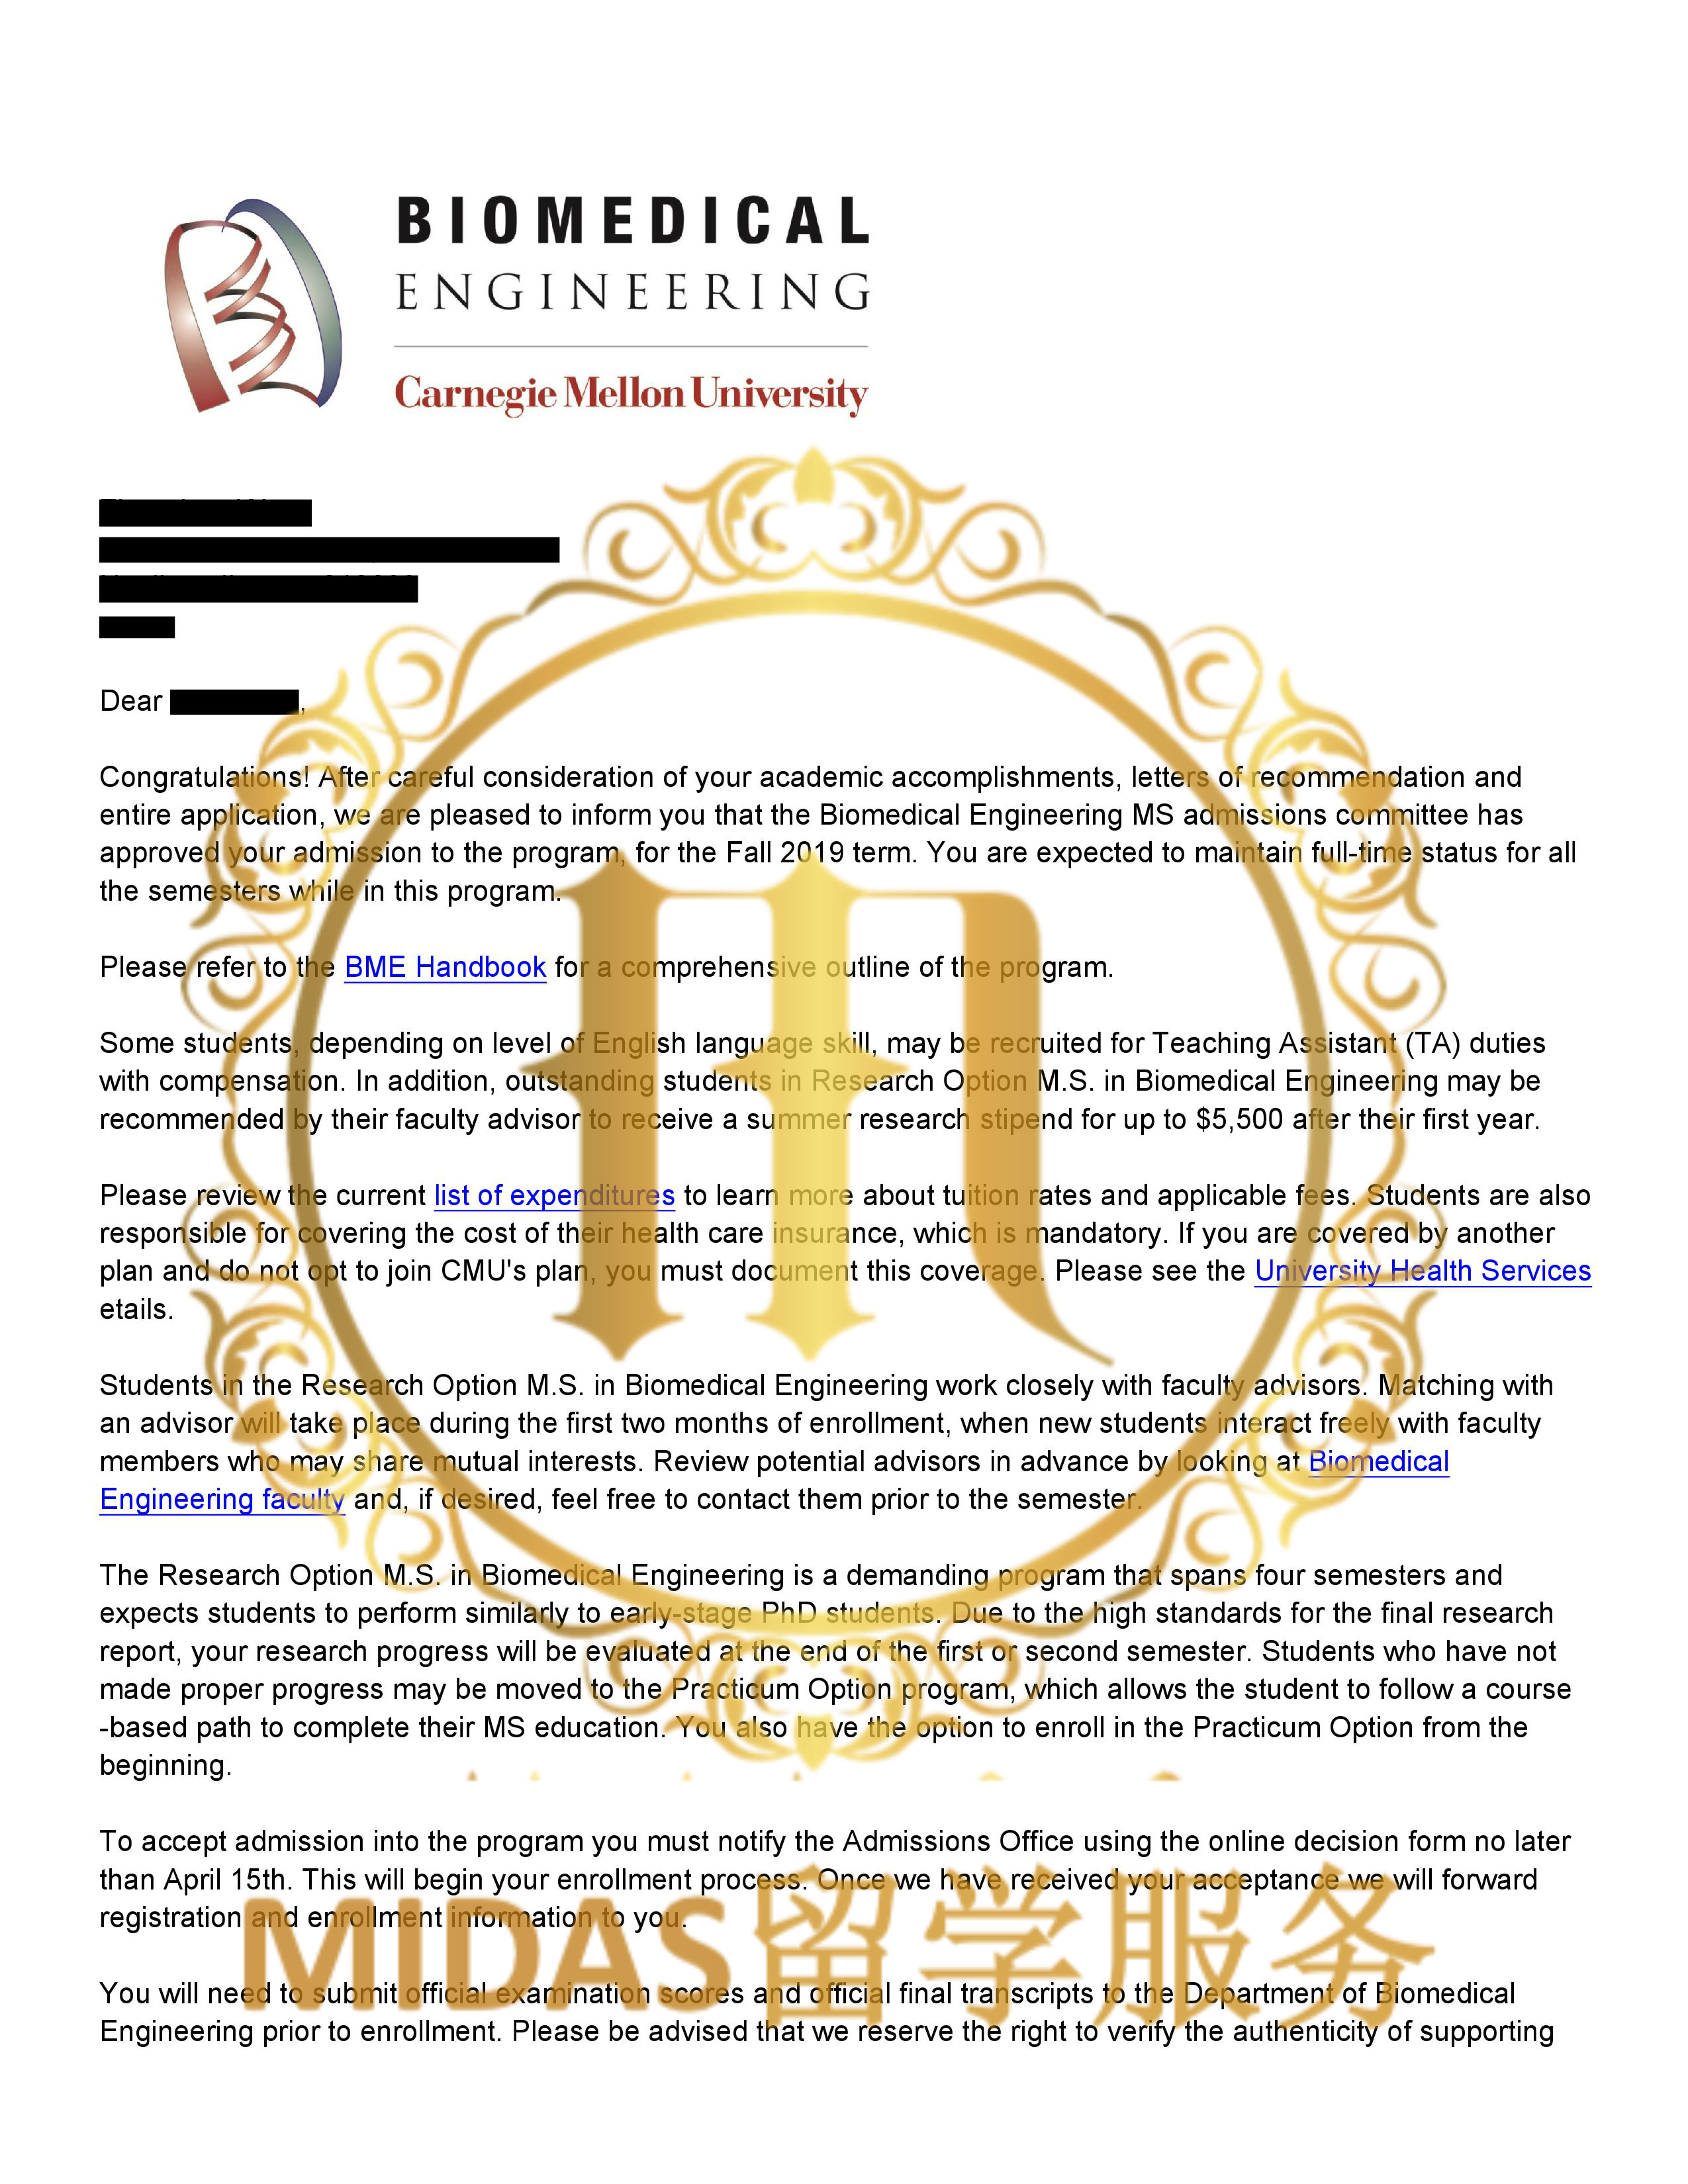 BIOMEDICAL
ENGINEERING
Carnegie Mellon University
Dear
Congratulations! After careful consideration of your academic accomplishments, letters of recommendation and
entire application, we are pleased to inform you that the Biomedical Engineering MS admissions committee has
approved your admission to the program, for the Fall 2019 term. You are expected to maintain full-time status for all
the semesters while in this program.
Please refer to the BME Handbook for a comprehensive outline of the program.
Some students, depending on level of English language skill, may be recruited for Teaching Assistant (TA) duties
with compensation. In addition, outstanding students in Research Option M.S. in Biomedical Engineering may be
recommended by their faculty advisor to receive a summer research stipend for up to $5,500 after their first year.
Please review the current list of expenditures to learn more about tuition rates and applicable fees. Students are also
responsible for covering the cost of their health care insurance, which is mandatory. If you are covered by another
plan and do not opt to join CMU's plan, you must document this coverage. Please see the University Health Services
etails.
Students in the Research Option M.S. in Biomedical Engineering work closely with faculty advisors. Matching with
an advisor will take place during the first two months of enrollment, when new students interact freely with faculty
members who may share mutual interests. Review potential advisors in advance by looking at Biomedical
Engineering faculty and, if desired, feel free to contact them prior to the semester.
The Research Option M.S. in Biomedical Engineering is a demanding program that spans four semesters and
expects students to perform similarly to early-stage PhD students. Due to the high standards for the final research
report, your research progress will be evaluated at the end of the first or second semester. Students who have not
made proper progress may be moved to the Practicum Option program, which allows the student to follow a course
-based path to complete their MS education. You also have the option to enroll in the Practicum Option from the
beginning.
To accept admission into the program you must notify the Admissions Office using the online decision form no later
than April 15th. This will begin your enrollment process. Once we have received your acceptance we will forward
registration and enrollment information to you.
MIDAS留学服务
You will need to submit official examination scores and official final transcripts to the Department of Biomedical
Engineering prior to enrollment. Please be advised that we reserve the right to verify the authenticity of supporting